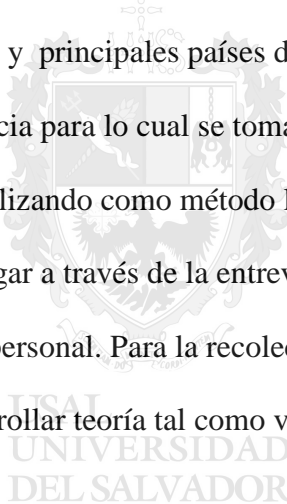 y principales países d
cia para lo cual se toma
lizando como método l
gar a través de la entrev
personal. Para la recolec
rollar teoría tal como v
USAL
UNIVERSIDAD
DEL SALVADOR